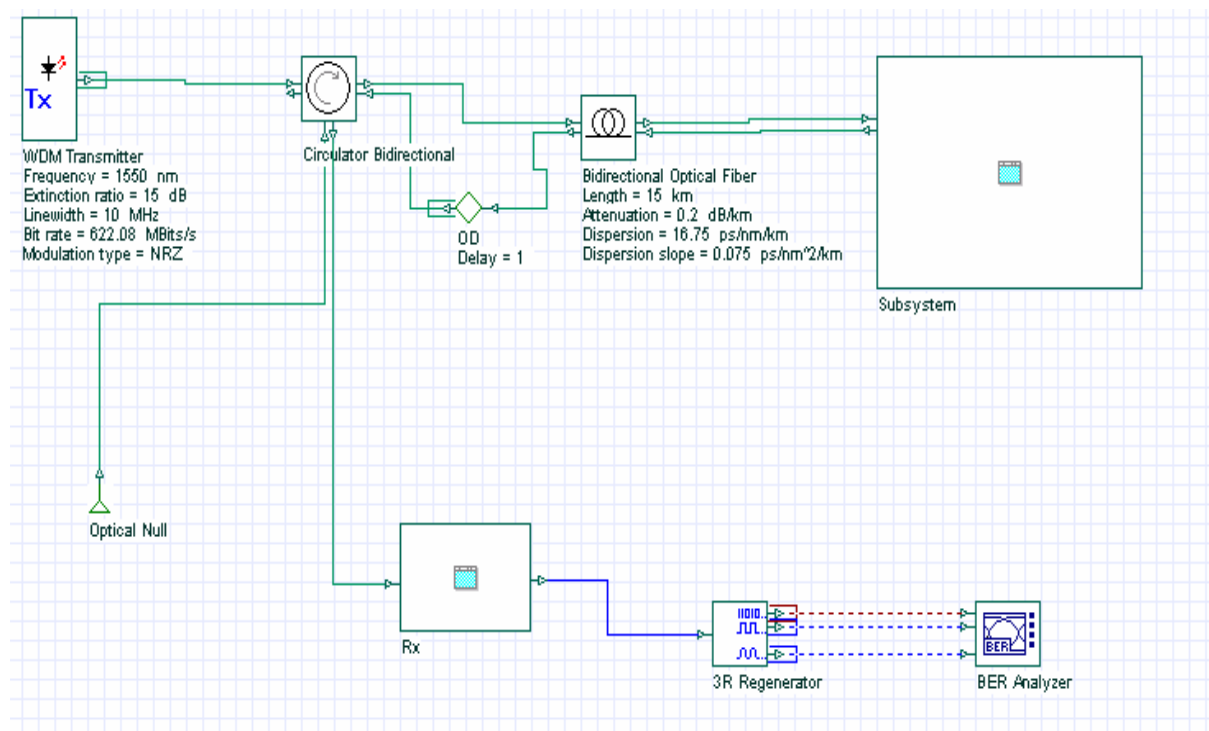 Tx
WDM Transmitter
Frequency = 1550 nm
Extinction ratio = 15 dB
Linewidth = 10 MHz
Bit rate = 622.08 MBits/s
Modulation type = NRZ
Circulator Bidirectional
OD
Delay = 1
Bidirectional Optical Fiber
Length = 15 km
Attenuation = 0.2 dB/km
Dispersion = 16.75 ps/nm/km
Dispersion slope = 0.075 ps/nm^2/km
Subsystem
Optical Null
Rx
3R Regenerator
BER
BER Analyzer